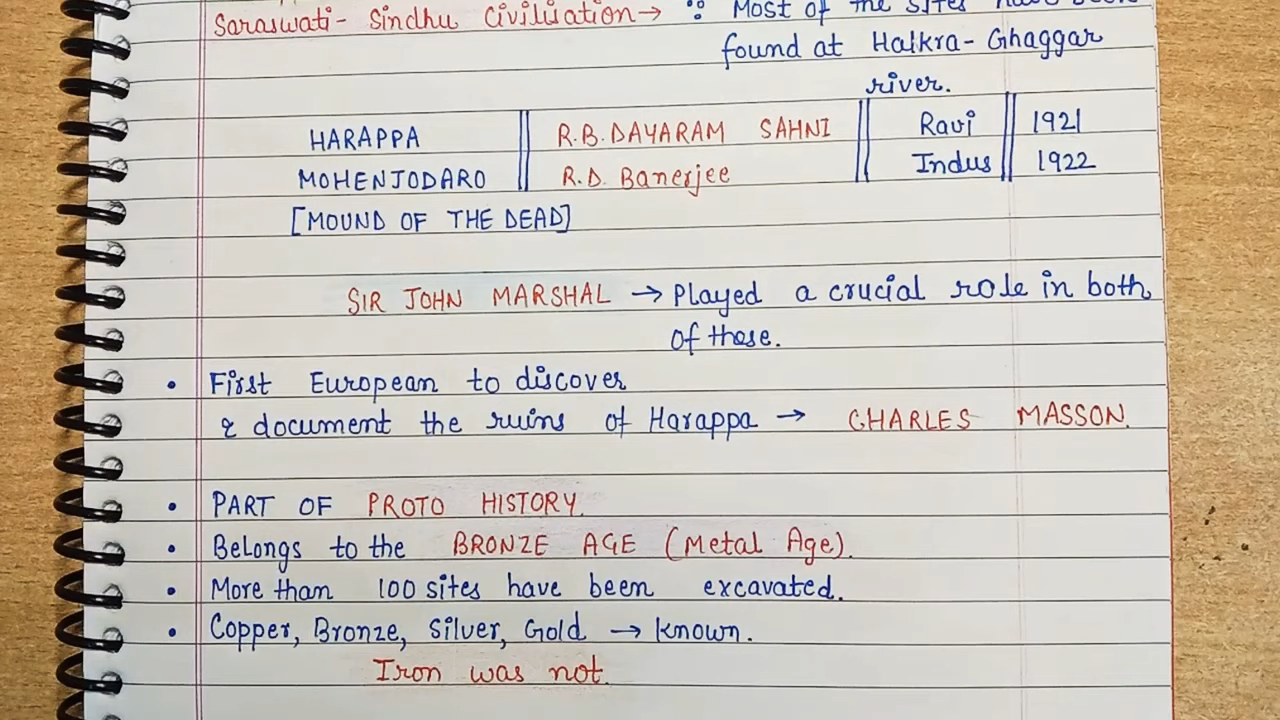 Saraswati- Sindhu Civilisation → ∵ Most of the sites have been
found at Hakra- Ghaggar
river.
HARAPPA || R.B. DAYARAM SAHNI || Ravi || 1921
MOHENJODARO || R.D. Banerjee || Indus || 1922
[MOUND OF THE DEAD]
SIR JOHN MARSHAL → Played a crucial role in both
of these.
• First European to discover
& document the ruins of Harappa → CHARLES MASSON.
• PART OF PROTO HISTORY.
• Belongs to the BRONZE AGE (Metal Age).
• More than 100 sites have been excavated.
• Copper, Bronze, Silver, Gold → known.
Iron was not.